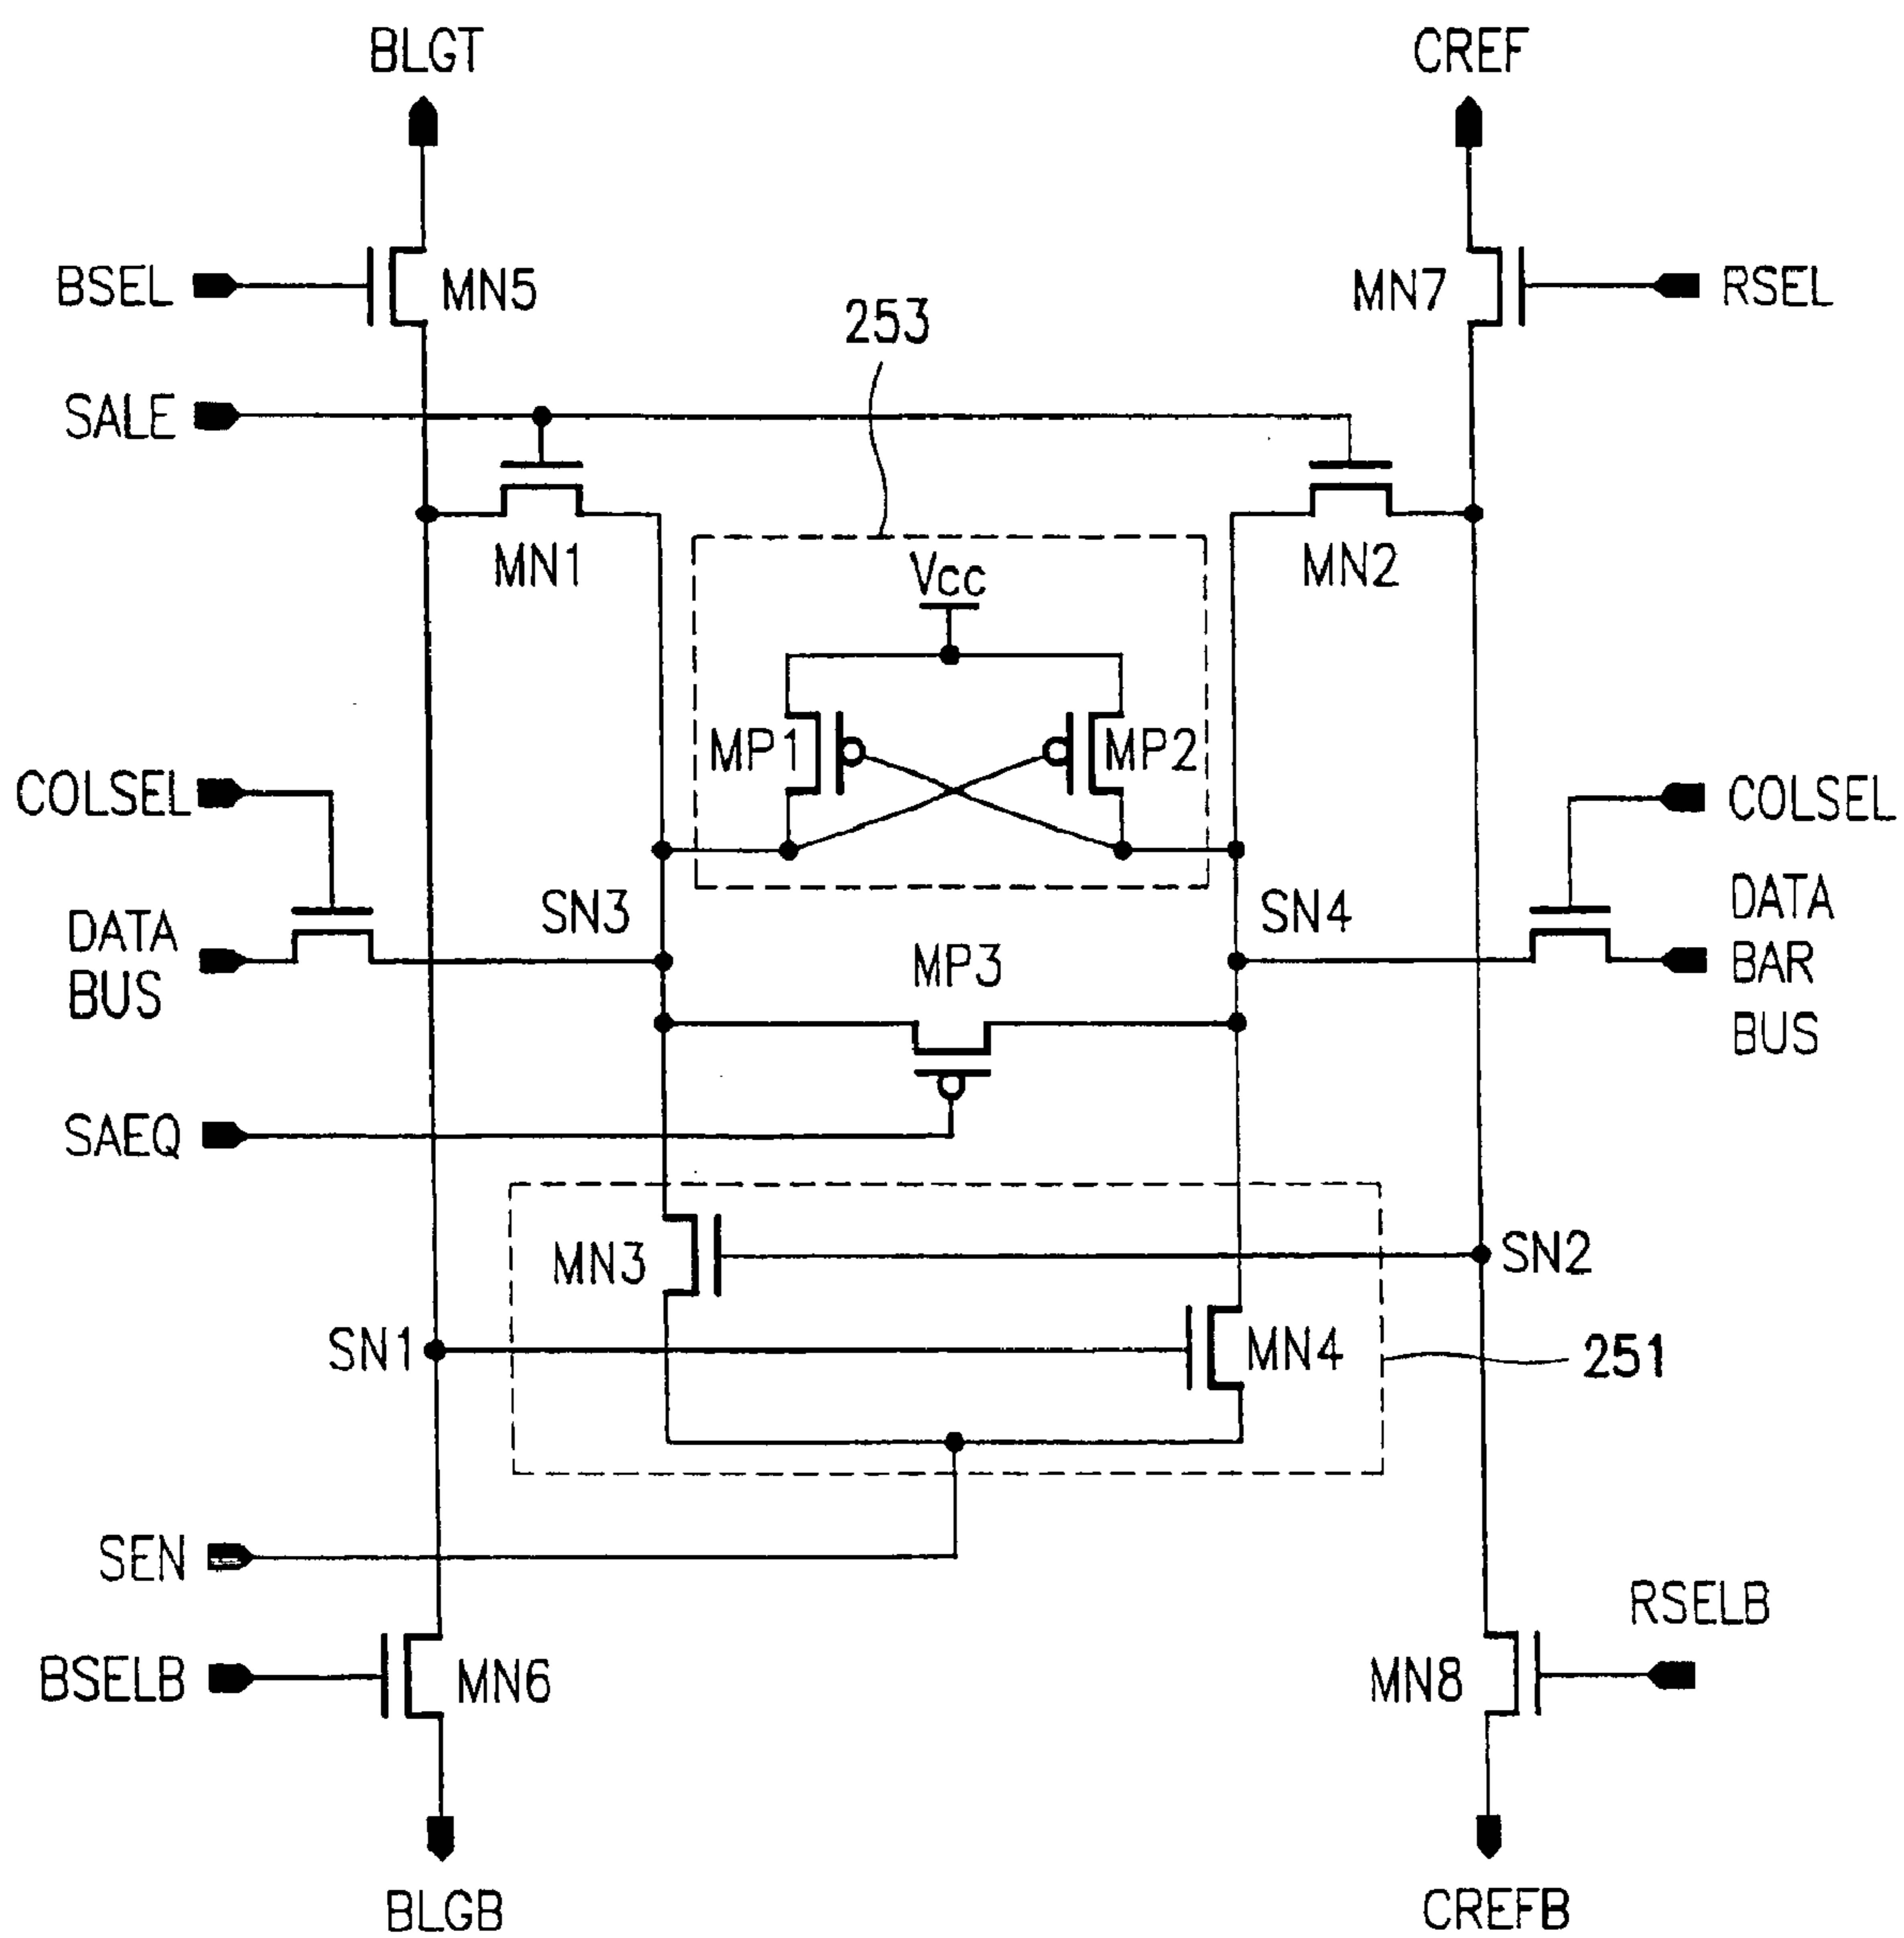 BLGT
CREF
BSEL
MN5
MN7
RSEL
253
SALE
MN1
MN2
Vcc
MP1
MP2
COLSEL
COLSEL
SN3
SN4
DATA
BUS
DATA
BAR
BUS
MP3
SAEQ
MN3
SN2
SN1
MN4
251
SEN
RSELB
BSELB
MN6
MN8
BLGB
CREFB